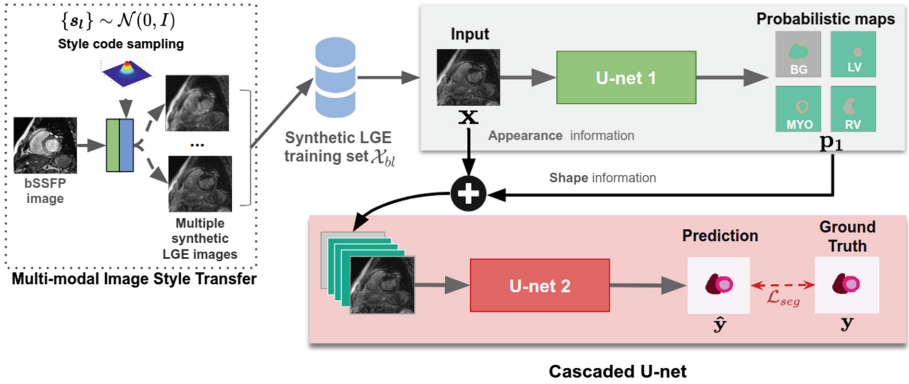 {s_l} ~ N(0, I)
Style code sampling
bSSFP
image
...
Multiple
synthetic
LGE images
Multi-modal Image Style Transfer
Synthetic LGE
training set X_bl
Input
x
U-net 1
Probabilistic maps
BG
LV
MYO
RV
p_1
Appearance information
Shape information
U-net 2
Prediction
ŷ
L_seg
Ground
Truth
y
Cascaded U-net